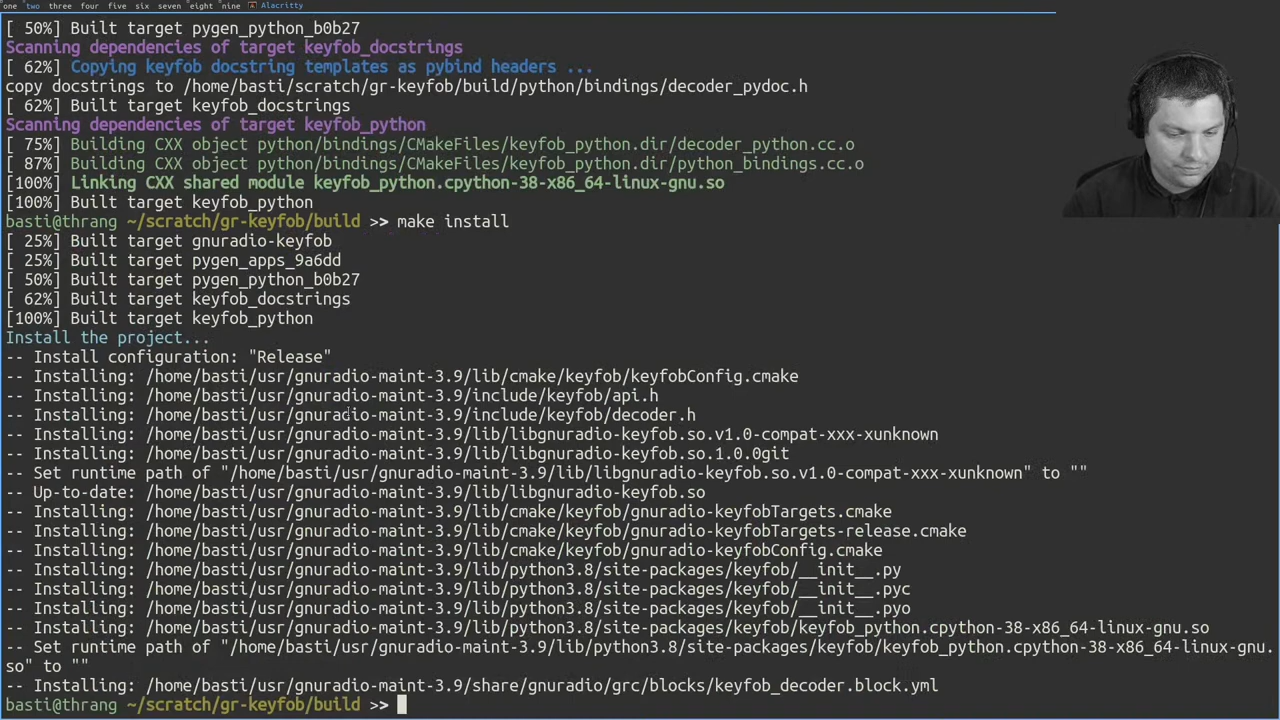 one two three four five six seven eight nine Alacritty
[ 50%] Built target pygen_python_b0b27
Scanning dependencies of target keyfob_docstrings
[ 62%] Copying keyfob docstring templates as pybind headers ...
copy docstrings to /home/basti/scratch/gr-keyfob/build/python/bindings/decoder_pydoc.h
[ 62%] Built target keyfob_docstrings
Scanning dependencies of target keyfob_python
[ 75%] Building CXX object python/bindings/CMakeFiles/keyfob_python.dir/decoder_python.cc.o
[ 87%] Building CXX object python/bindings/CMakeFiles/keyfob_python.dir/python_bindings.cc.o
[100%] Linking CXX shared module keyfob_python.cpython-38-x86_64-linux-gnu.so
[100%] Built target keyfob_python
basti@thrang ~/scratch/gr-keyfob/build >> make install
[ 25%] Built target gnuradio-keyfob
[ 25%] Built target pygen_apps_9a6dd
[ 50%] Built target pygen_python_b0b27
[ 62%] Built target keyfob_docstrings
[100%] Built target keyfob_python
Install the project...
-- Install configuration: "Release"
-- Installing: /home/basti/usr/gnuradio-maint-3.9/lib/cmake/keyfob/keyfobConfig.cmake
-- Installing: /home/basti/usr/gnuradio-maint-3.9/include/keyfob/api.h
-- Installing: /home/basti/usr/gnuradio-maint-3.9/include/keyfob/decoder.h
-- Installing: /home/basti/usr/gnuradio-maint-3.9/lib/libgnuradio-keyfob.so.v1.0-compat-xxx-xunknown
-- Installing: /home/basti/usr/gnuradio-maint-3.9/lib/libgnuradio-keyfob.so.1.0.0git
-- Set runtime path of "/home/basti/usr/gnuradio-maint-3.9/lib/libgnuradio-keyfob.so.v1.0-compat-xxx-xunknown" to ""
-- Up-to-date: /home/basti/usr/gnuradio-maint-3.9/lib/libgnuradio-keyfob.so
-- Installing: /home/basti/usr/gnuradio-maint-3.9/lib/cmake/keyfob/gnuradio-keyfobTargets.cmake
-- Installing: /home/basti/usr/gnuradio-maint-3.9/lib/cmake/keyfob/gnuradio-keyfobTargets-release.cmake
-- Installing: /home/basti/usr/gnuradio-maint-3.9/lib/cmake/keyfob/gnuradio-keyfobConfig.cmake
-- Installing: /home/basti/usr/gnuradio-maint-3.9/lib/python3.8/site-packages/keyfob/__init__.py
-- Installing: /home/basti/usr/gnuradio-maint-3.9/lib/python3.8/site-packages/keyfob/__init__.pyc
-- Installing: /home/basti/usr/gnuradio-maint-3.9/lib/python3.8/site-packages/keyfob/__init__.pyo
-- Installing: /home/basti/usr/gnuradio-maint-3.9/lib/python3.8/site-packages/keyfob/keyfob_python.cpython-38-x86_64-linux-gnu.so
-- Set runtime path of "/home/basti/usr/gnuradio-maint-3.9/lib/python3.8/site-packages/keyfob/keyfob_python.cpython-38-x86_64-linux-gnu.
so" to ""
-- Installing: /home/basti/usr/gnuradio-maint-3.9/share/gnuradio/grc/blocks/keyfob_decoder.block.yml
basti@thrang ~/scratch/gr-keyfob/build >>